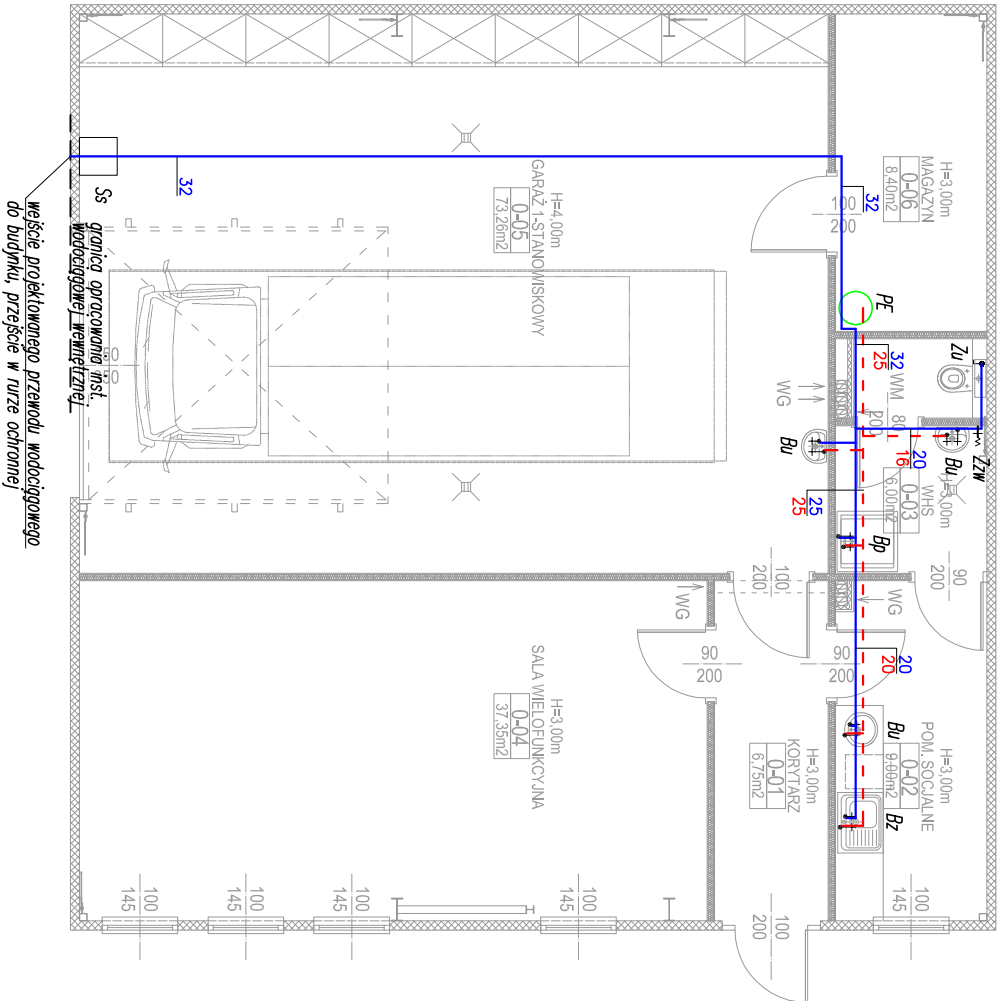 H=3,00m
MAGAZYN
0-06
8,40m2
100
200
32
PE
32
25
Zu
WM
80
200
WG
Bu
Bu
Zzw
20
16
H=3,00m
WHS
0-03
6,00m2
25
25
Bp
90
200
WG
H=4,00m
GARAŻ 1-STANOWISKOWY
0-05
73,26m2
32
Ss
granica opracowania inst.
wodociągowej wewnętrznej
wejście projektowanego przewodu wodociągowego
do budynku, przejście w rurze ochronnej
100
200
WG
90
200
90
200
20
20
H=3,00m
SALA WIELOFUNKCYJNA
0-04
37,35m2
H=3,00m
KORYTARZ
0-01
6,75m2
H=3,00m
POM. SOCJALNE
0-02
9,00m2
Bu
Bz
100
145
100
145
100
145
100
145
100
200
100
145